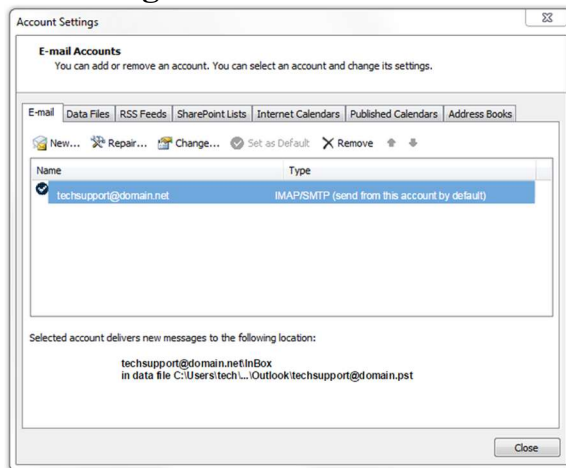 Account Settings
E-mail Accounts
You can add or remove an account. You can select an account and change its settings.
E-mail Data Files RSS Feeds SharePoint Lists Internet Calendars Published Calendars Address Books
New... Repair... Change... Set as Default Remove
Name Type
techsupport@domain.net IMAP/SMTP (send from this account by default)
Selected account delivers new messages to the following location:
techsupport@domain.net\InBox
in data file C:\Users\tech\...\Outlook\techsupport@domain.pst
Close